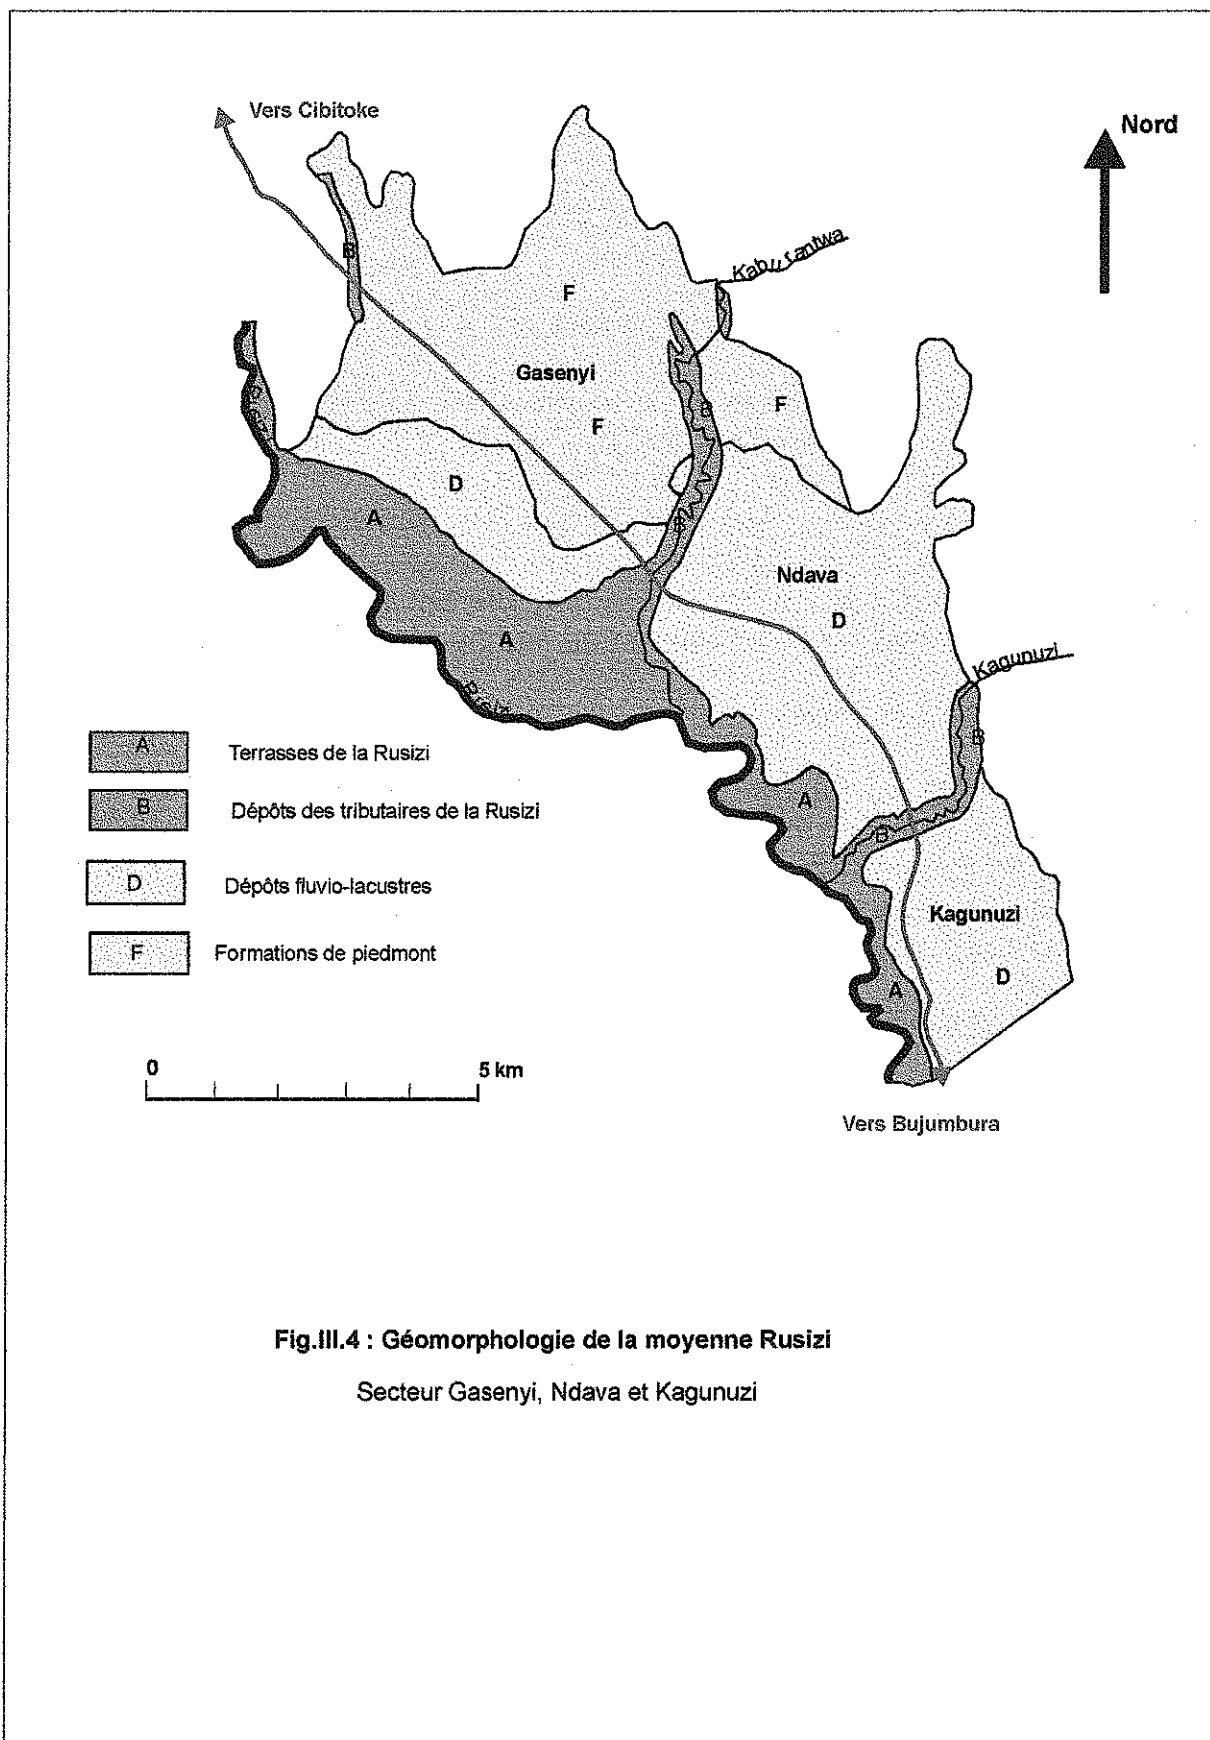 Vers Cibitoke
Nord
B
Kaburantwa
F
Gasenyi
B
F
F
D
A
B
Ndava
D
A
Kagunuzi
Rusizi
B
A Terrasses de la Rusizi
A
B Dépôts des tributaires de la Rusizi
B
D Dépôts fluvio-lacustres
Kagunuzi
F Formations de piedmont
D
A
0 5 km
Vers Bujumbura
Fig.III.4 : Géomorphologie de la moyenne Rusizi
Secteur Gasenyi, Ndava et Kagunuzi